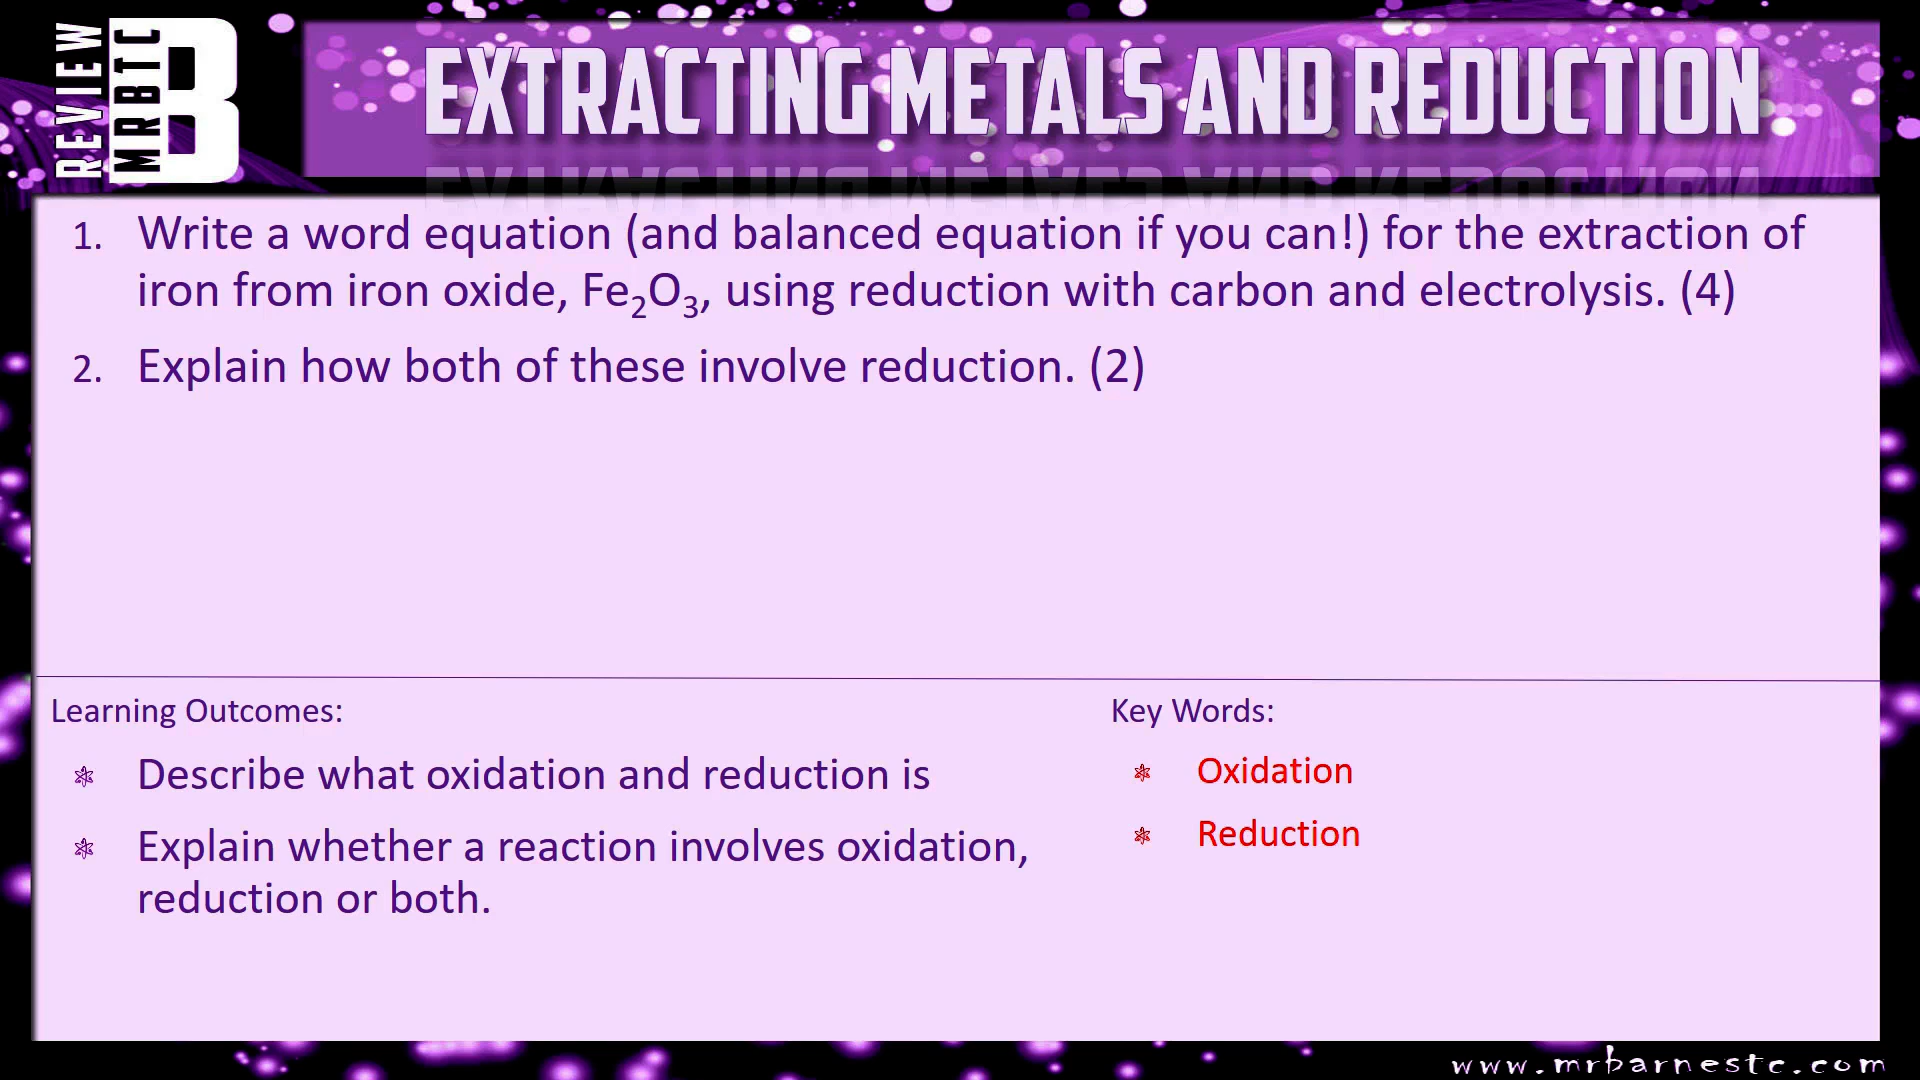 REVIEW
MRBTC
B
EXTRACTING METALS AND REDUCTION
1. Write a word equation (and balanced equation if you can!) for the extraction of
iron from iron oxide, Fe₂O₃, using reduction with carbon and electrolysis. (4)
2. Explain how both of these involve reduction. (2)
Learning Outcomes:
Describe what oxidation and reduction is
Explain whether a reaction involves oxidation,
reduction or both.
Key Words:
Oxidation
Reduction
www.mrbarnestc.com